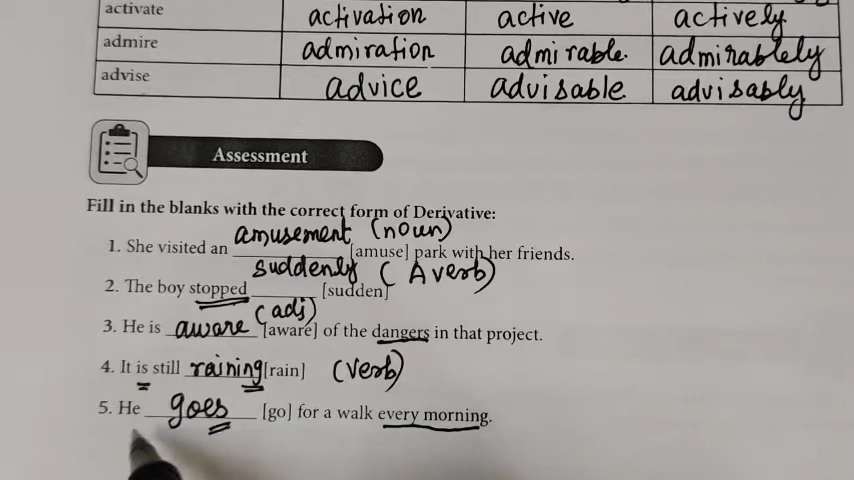 activate activation active actively
admire admiration admirable. admirablely
advise advice advisable. advisably
Assessment
Fill in the blanks with the correct form of Derivative:
amusement (noun)
1. She visited an ____________ [amuse] park with her friends.
suddenly (Averb)
2. The boy stopped ________ [sudden]
(adj)
3. He is aware [aware] of the dangers in that project.
4. It is still raining [rain] (verb)
5. He goes [go] for a walk every morning.